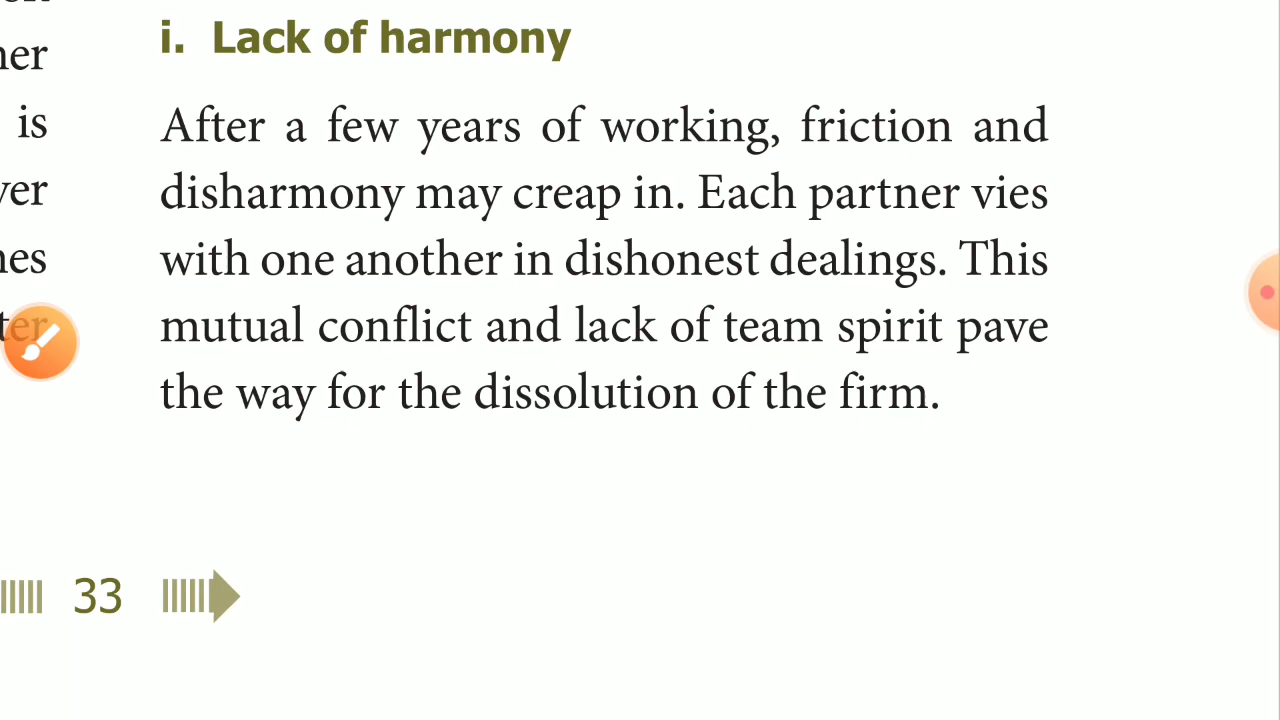 i. Lack of harmony
After a few years of working, friction and
disharmony may creap in. Each partner vies
with one another in dishonest dealings. This
mutual conflict and lack of team spirit pave
the way for the dissolution of the firm.
is
33